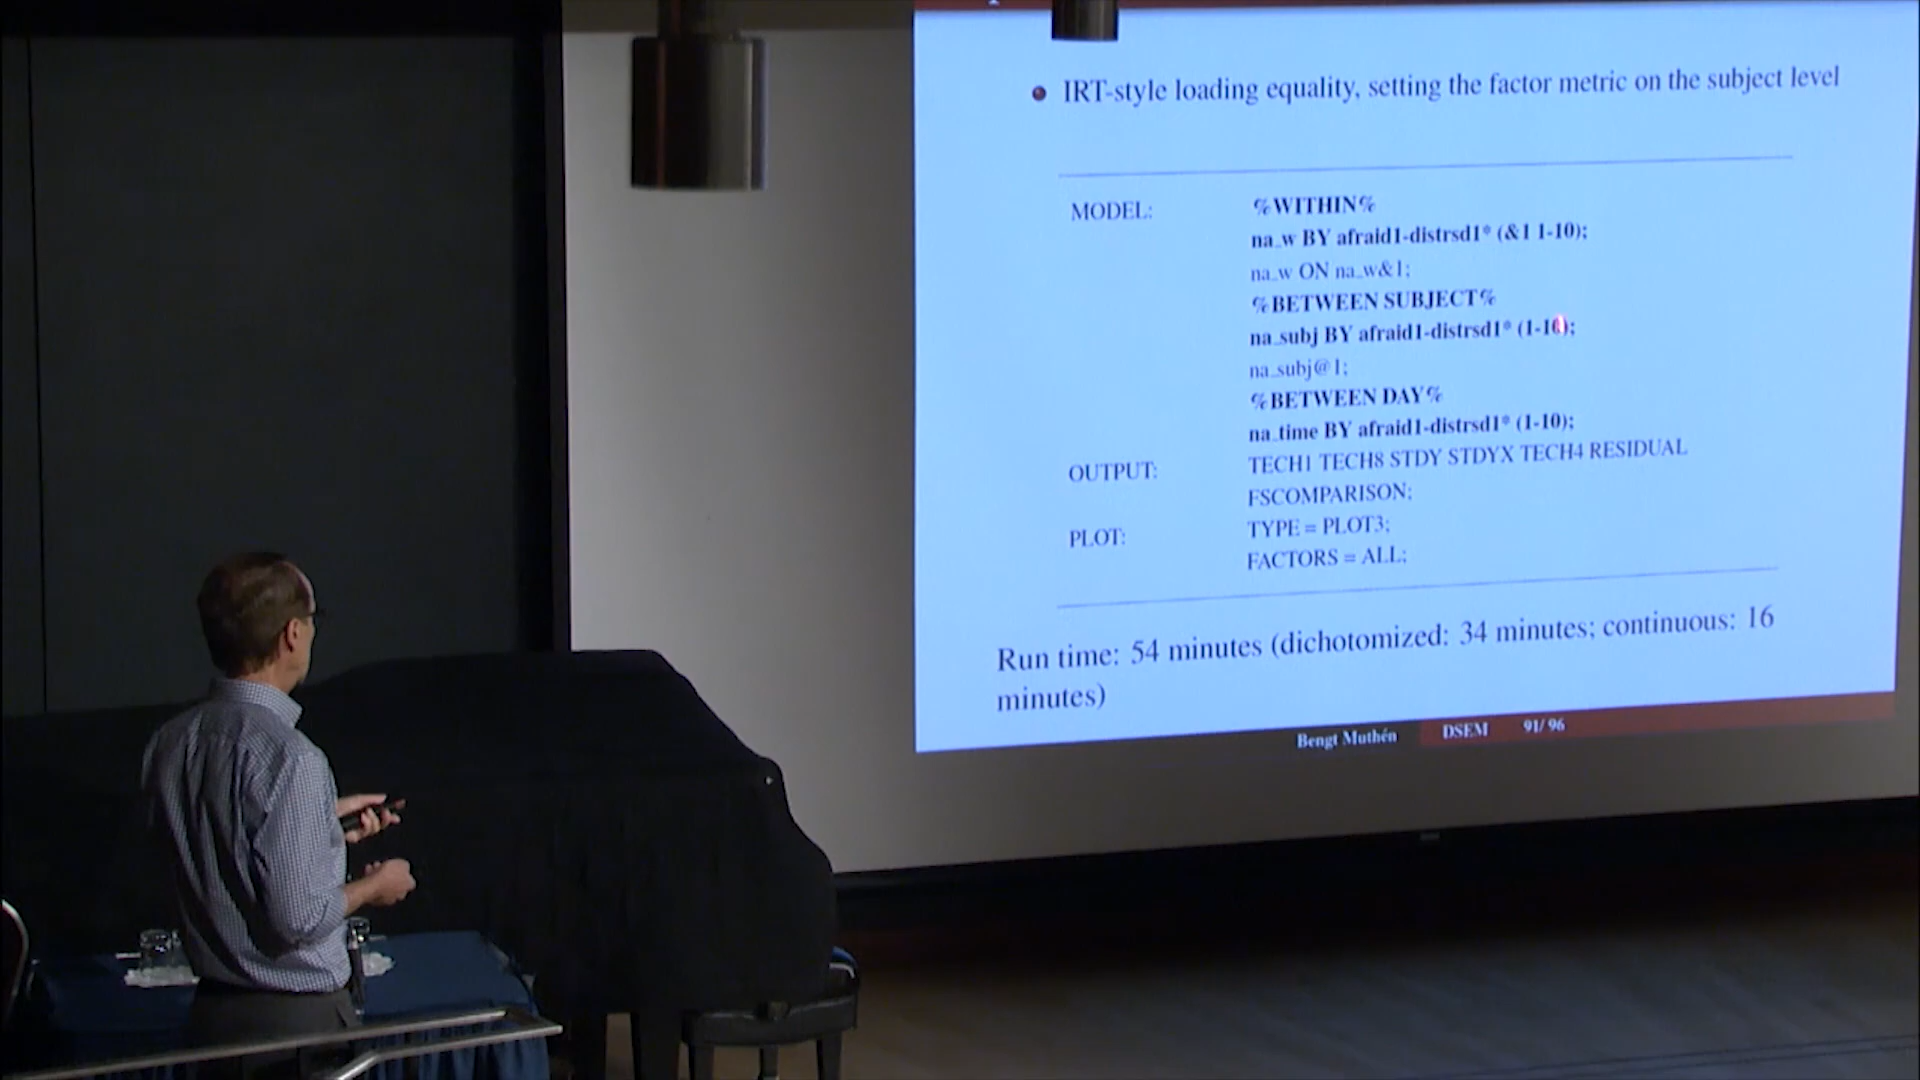 IRT-style loading equality, setting the factor metric on the subject level
MODEL: %WITHIN%
na_w BY afraid1-distrsd1* (&1 1-10);
na_w ON na_w&1;
%BETWEEN SUBJECT%
na_subj BY afraid1-distrsd1* (1-10);
na_subj@1;
%BETWEEN DAY%
na_time BY afraid1-distrsd1* (1-10);
OUTPUT: TECH1 TECH8 STDY STDYX TECH4 RESIDUAL
FSCOMPARISON;
PLOT: TYPE = PLOT3;
FACTORS = ALL;
Run time: 54 minutes (dichotomized: 34 minutes; continuous: 16
minutes)
Bengt Muthén DSEM 91/ 96